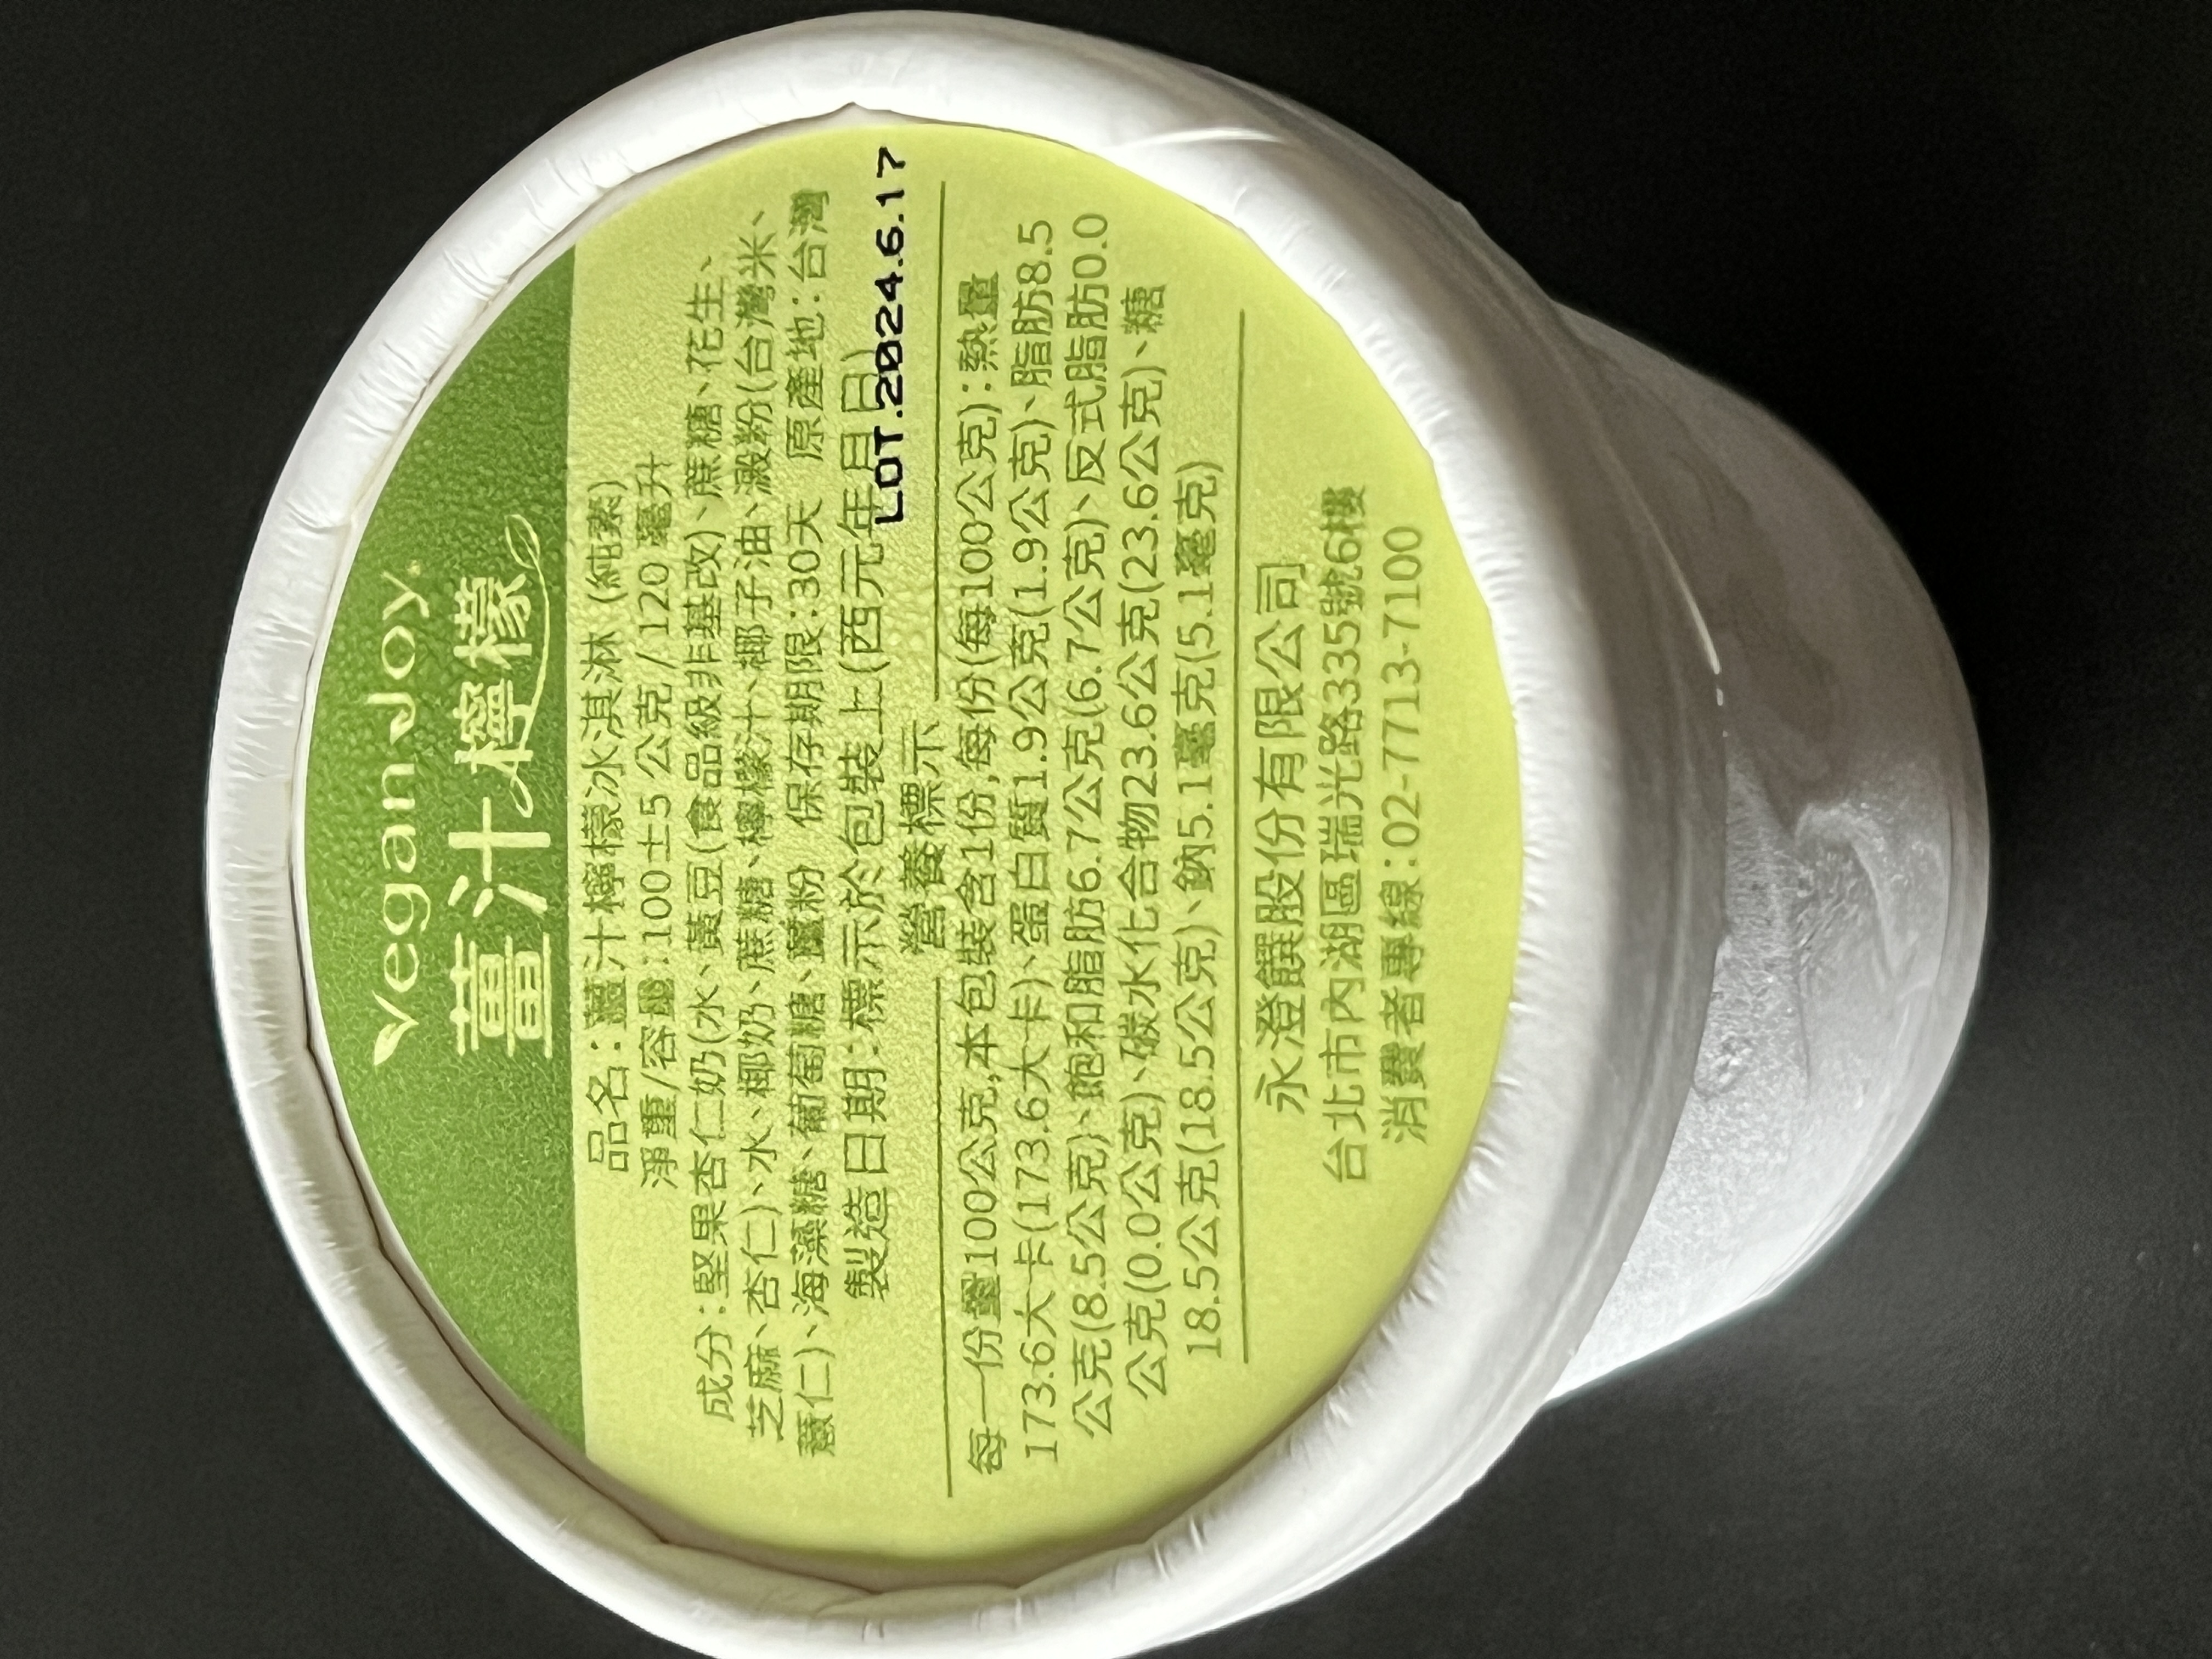 VeganJoy.
薑汁檸檬
品名:薑汁檸檬冰淇淋 (純素)
淨重/容量:100±5 公克/120 毫升
成分:堅果杏仁奶(水、黃豆(食品級非基改)、蔗糖、花生、
芝麻、杏仁)、水、椰奶、蔗糖、檸檬汁、椰子油、澱粉(台灣米、
薏仁)、海藻糖、葡萄糖、薑粉 保存期限:30天 原產地:台灣
製造日期:標示於包裝上(西元年月日)
LOT.2024.6.17
營養標示
每一份量100公克,本包裝含1份,每份(每100公克):熱量
173.6大卡(173.6大卡)、蛋白質1.9公克(1.9公克)、脂肪8.5
公克(8.5公克)、飽和脂肪6.7公克(6.7公克)、反式脂肪0.0
公克(0.0公克)、碳水化合物23.6公克(23.6公克)、糖
18.5公克(18.5公克)、鈉5.1毫克(5.1毫克)
永澄饌股份有限公司
台北市內湖區瑞光路335號6樓
消費者專線:02-7713-7100